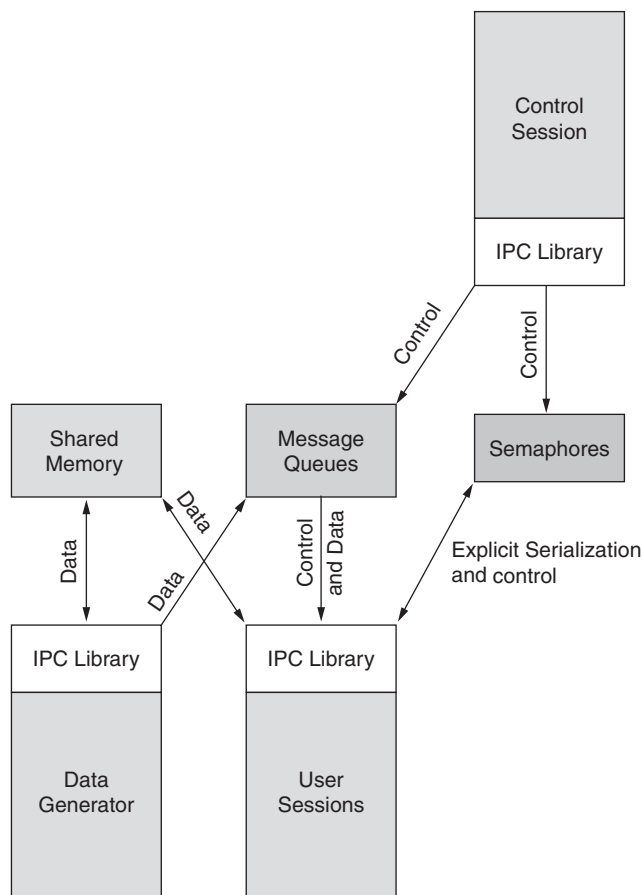 Control
Session
IPC Library
Control
Control
Shared
Memory
Message
Queues
Semaphores
Data
Data
Data
Control
and Data
Explicit Serialization
and control
IPC Library
IPC Library
Data
Generator
User
Sessions